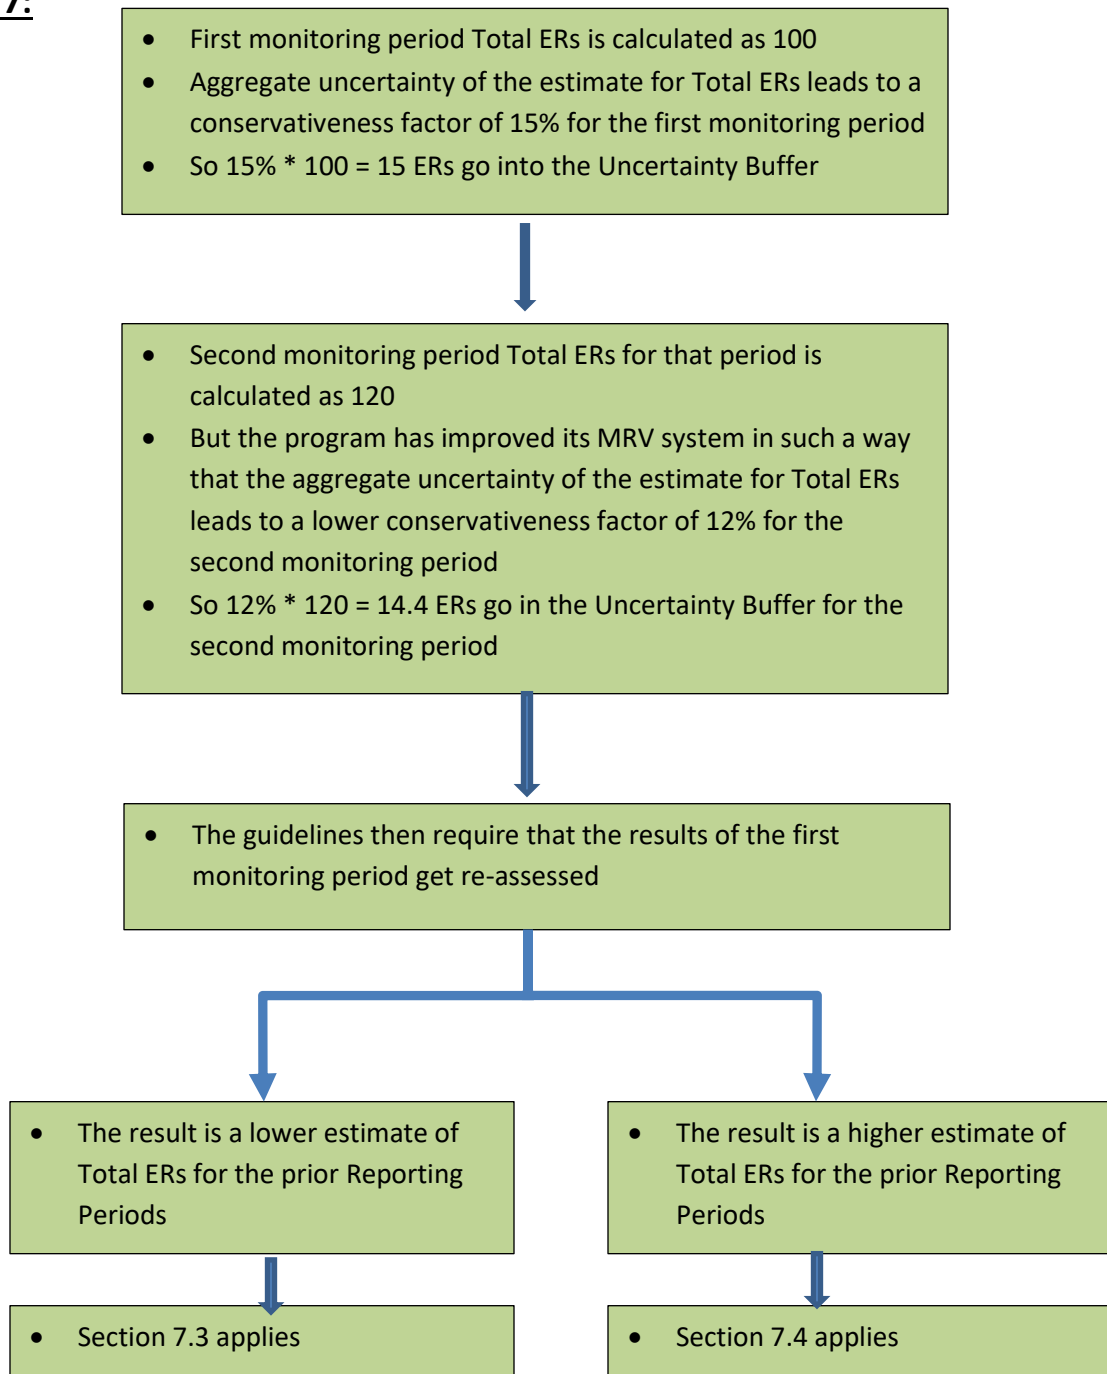 7:
• First monitoring period Total ERs is calculated as 100
• Aggregate uncertainty of the estimate for Total ERs leads to a
conservativeness factor of 15% for the first monitoring period
• So 15% * 100 = 15 ERs go into the Uncertainty Buffer
• Second monitoring period Total ERs for that period is
calculated as 120
• But the program has improved its MRV system in such a way
that the aggregate uncertainty of the estimate for Total ERs
leads to a lower conservativeness factor of 12% for the
second monitoring period
• So 12% * 120 = 14.4 ERs go in the Uncertainty Buffer for the
second monitoring period
• The guidelines then require that the results of the first
monitoring period get re-assessed
• The result is a lower estimate of
Total ERs for the prior Reporting
Periods
• The result is a higher estimate of
Total ERs for the prior Reporting
Periods
• Section 7.3 applies
• Section 7.4 applies